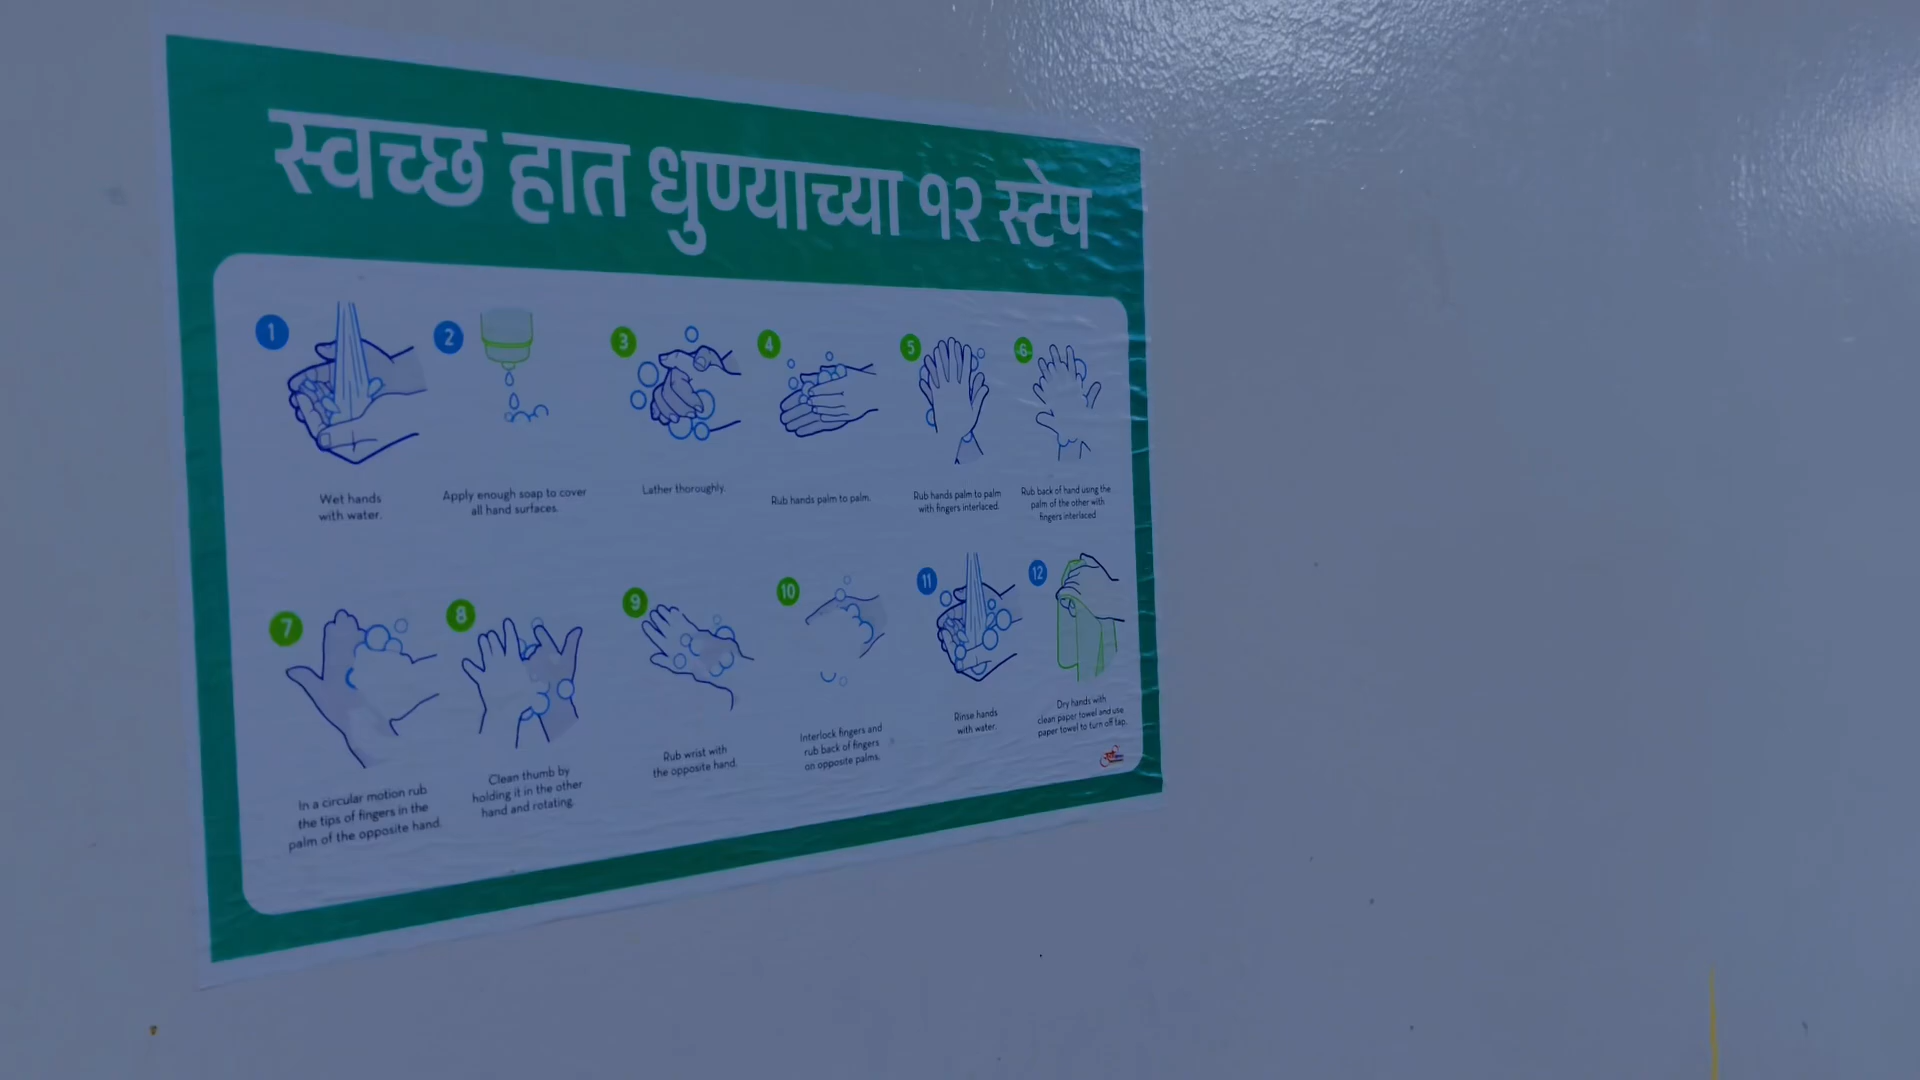 स्वच्छ हात धुण्याच्या १२ स्टेप
1
Wet hands
with water.
2
Apply enough soap to cover
all hand surfaces.
3
Lather thoroughly.
4
Rub hands palm to palm.
5
Rub hands palm to palm
with fingers interlaced.
6
Rub back of hand using the
palm of the other with
fingers interlaced
7
In a circular motion rub
the tips of fingers in the
palm of the opposite hand.
8
Clean thumb by
holding it in the other
hand and rotating.
9
Rub wrist with
the opposite hand.
10
Interlock fingers and
rub back of fingers
on opposite palms.
11
Rinse hands
with water.
12
Dry hands with
clean paper towel and use
paper towel to turn off tap.